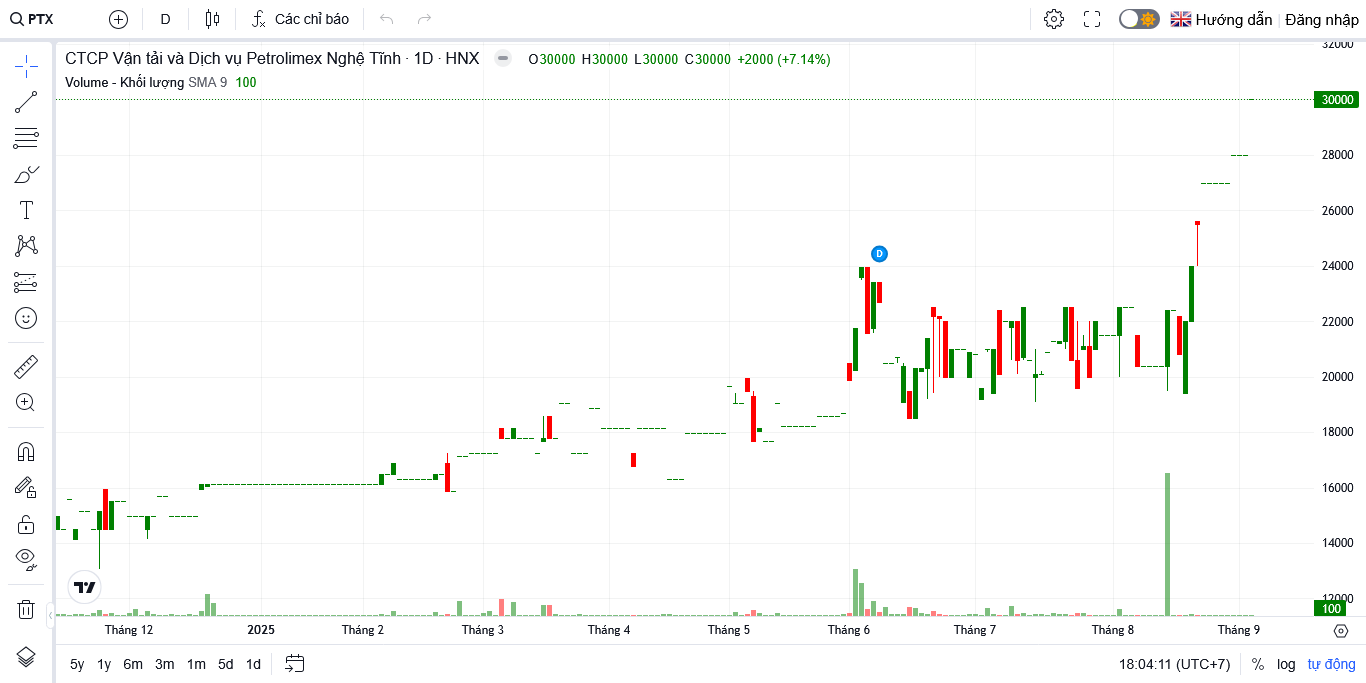 PTX D Các chỉ báo Hướng dẫn Đăng nhập
CTCP Vận tải và Dịch vụ Petrolimex Nghệ Tĩnh · 1D · HNX O30000 H30000 L30000 C30000 +2000 (+7.14%)
Volume - Khối lượng SMA 9 100
32000
30000
28000
26000
D
24000
22000
20000
18000
16000
14000
12000
100
Tháng 12 2025 Tháng 2 Tháng 3 Tháng 4 Tháng 5 Tháng 6 Tháng 7 Tháng 8 Tháng 9
5y 1y 6m 3m 1m 5d 1d 18:04:11 (UTC+7) % log tự động